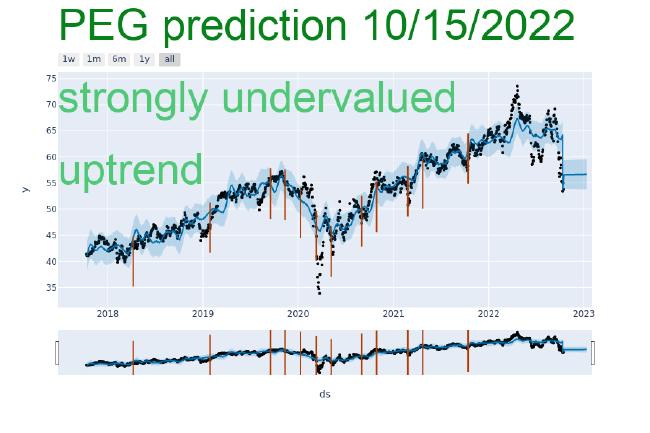 PEG prediction 10/15/2022
1w 1m 6m 1y all
strongly undervalued
uptrend
75
70
65
60
55
50
45
40
35
y
2018 2019 2020 2021 2022 2023
ds